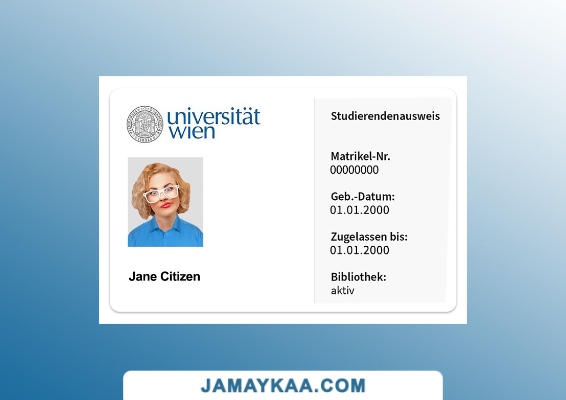 universität
wien
Jane Citizen
Studierendenausweis
Matrikel-Nr.
00000000
Geb.-Datum:
01.01.2000
Zugelassen bis:
01.01.2000
Bibliothek:
aktiv
JAMAYKAA.COM